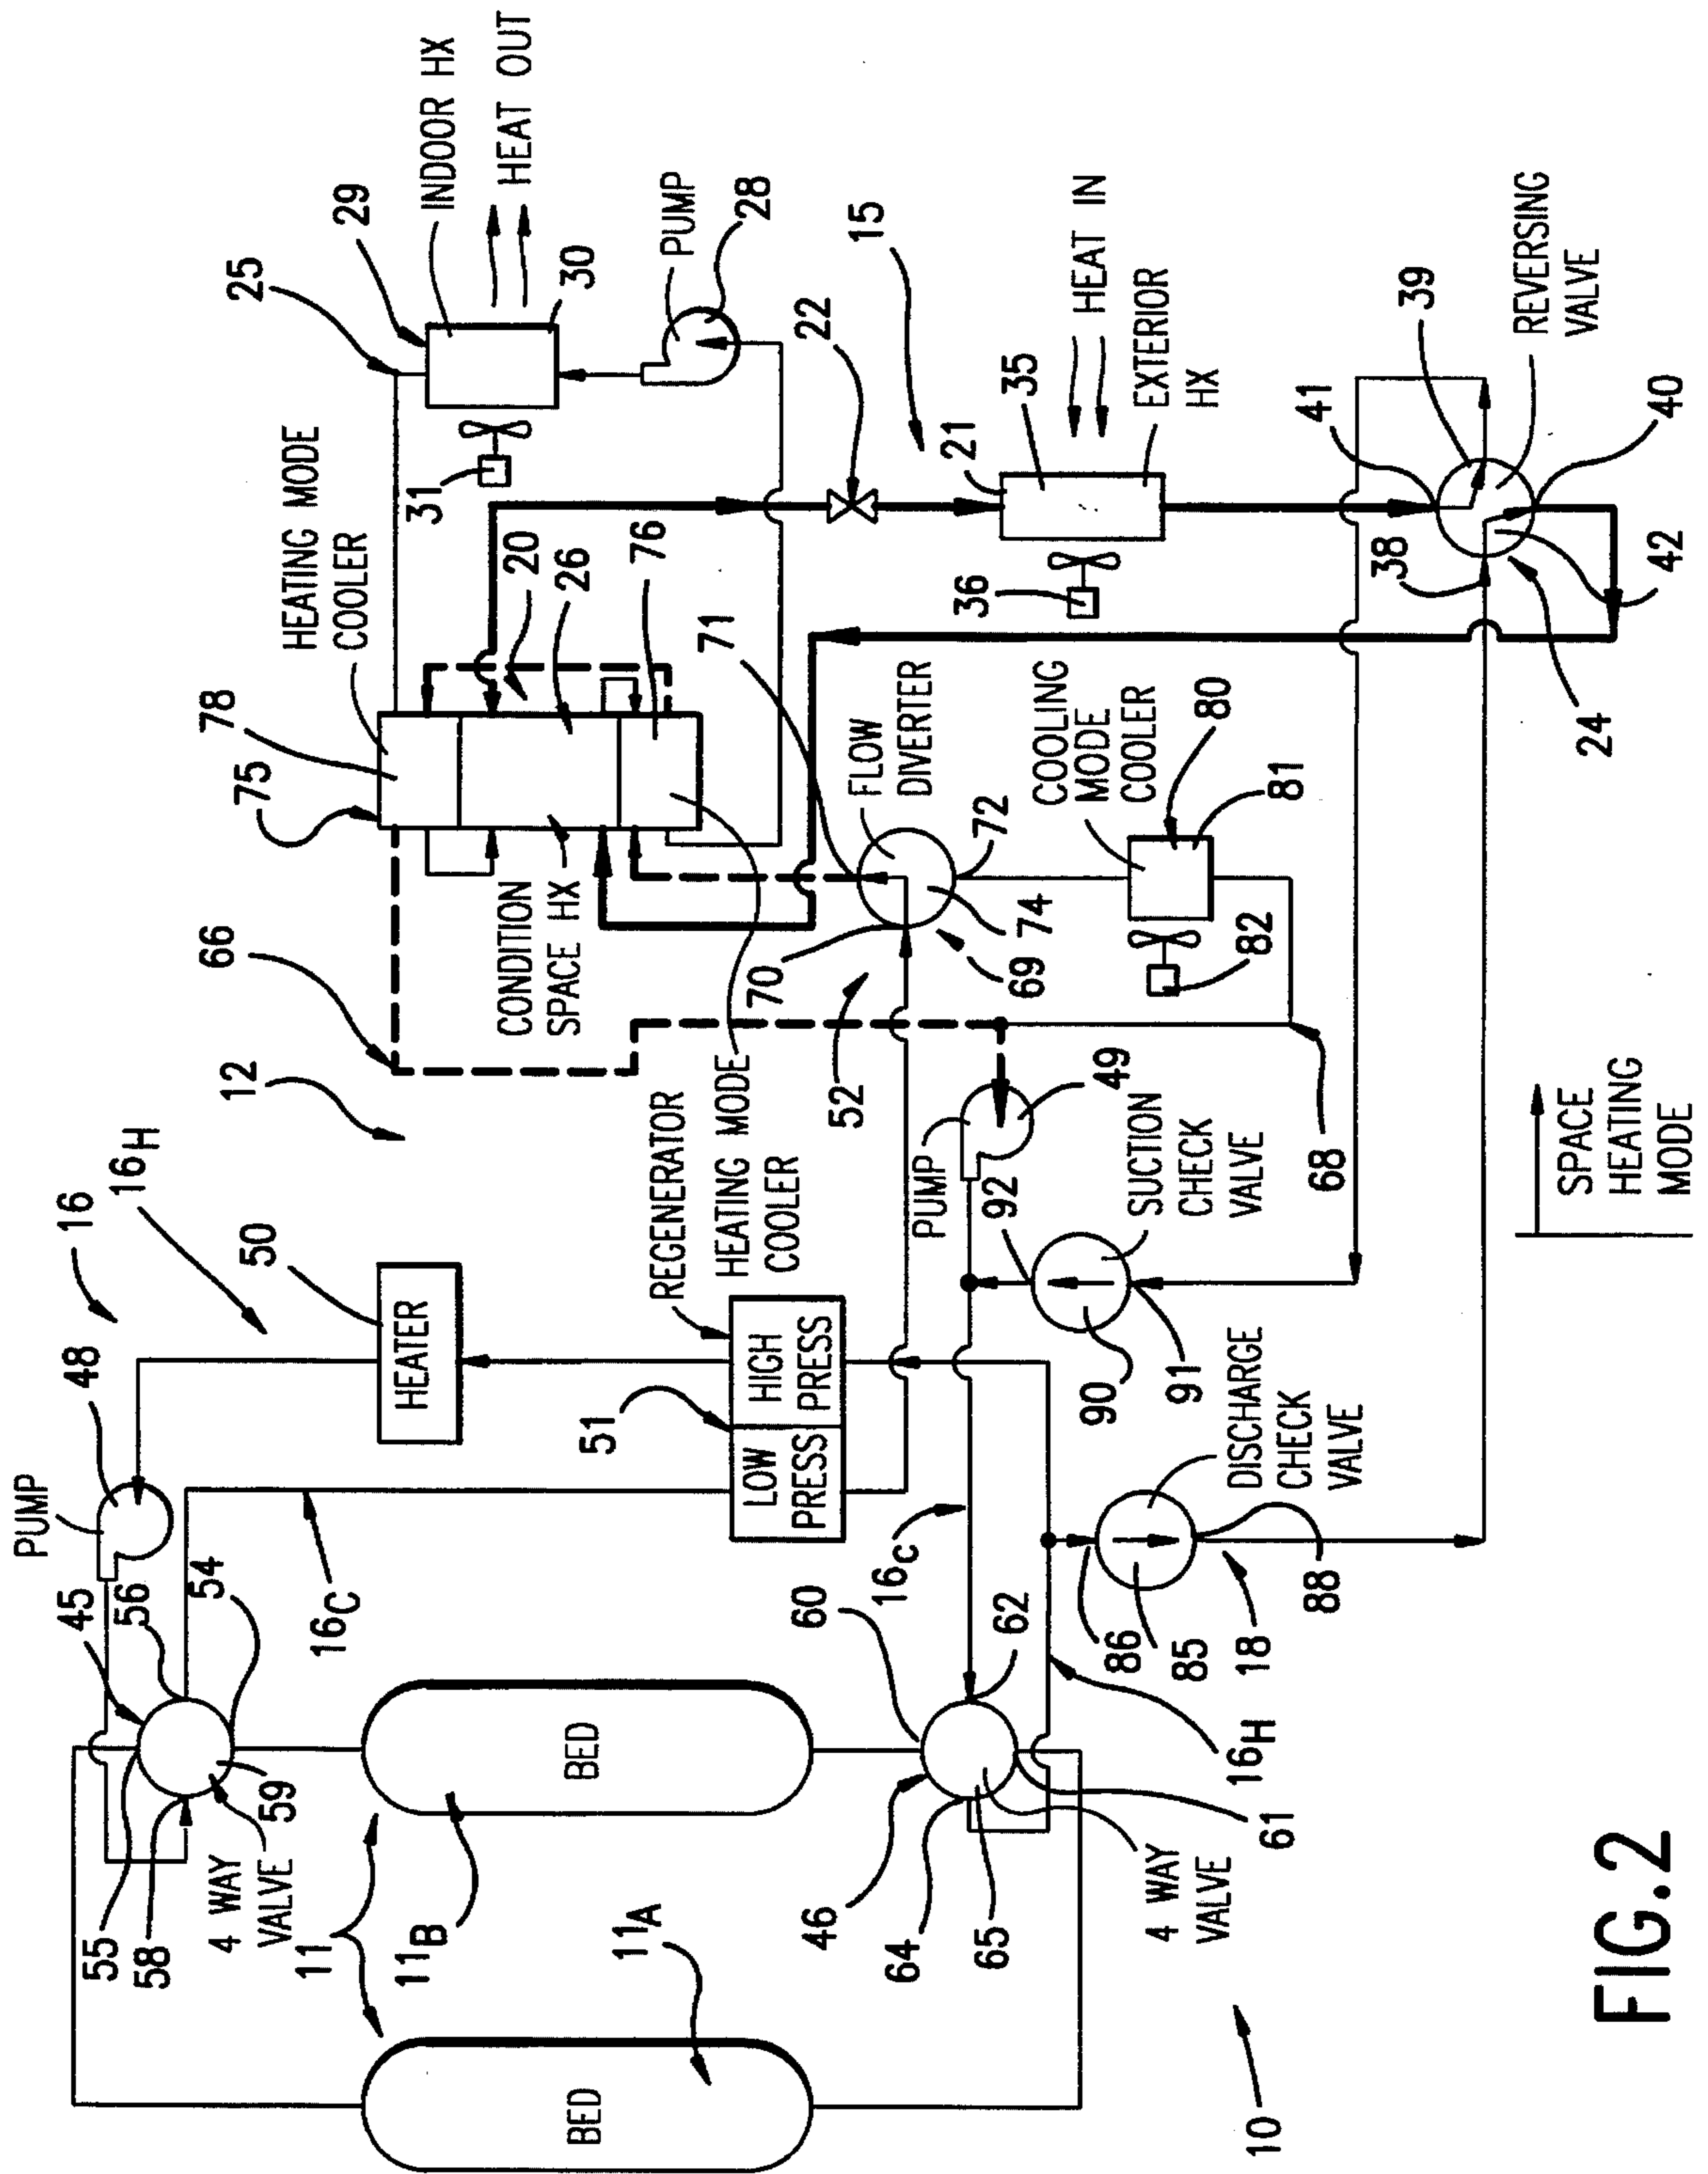 10
11
11A
BED
11B
BED
55
58
4 WAY
VALVE
59
45
56
54
PUMP
48
16
16H
50
HEATER
16C
51
LOW
PRESS
HIGH
PRESS
REGENERATOR
HEATING MODE
COOLER
12
66
46
64
65
4 WAY
VALVE
60
62
61
16C
16H
86
85
18
88
DISCHARGE
CHECK
VALVE
90
91
92
SUCTION
CHECK
VALVE
PUMP
49
68
52
70
69
74
72
71
FLOW
DIVERTER
COOLING
MODE
COOLER
80
81
82
CONDITION
SPACE HX
75
78
HEATING MODE
COOLER
20
26
76
25
29
INDOOR HX
HEAT OUT
30
31
PUMP
28
22
15
21
35
36
HEAT IN
EXTERIOR
HX
41
39
38
40
42
24
REVERSING
VALVE
SPACE
HEATING
MODE
FIG.2